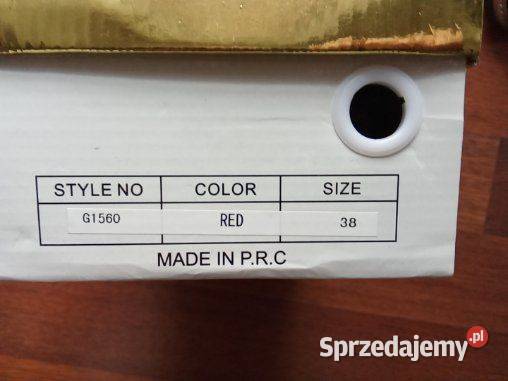 STYLE NO COLOR SIZE
G1560 RED 38
MADE IN P.R.C
Sprzedajemy.pl